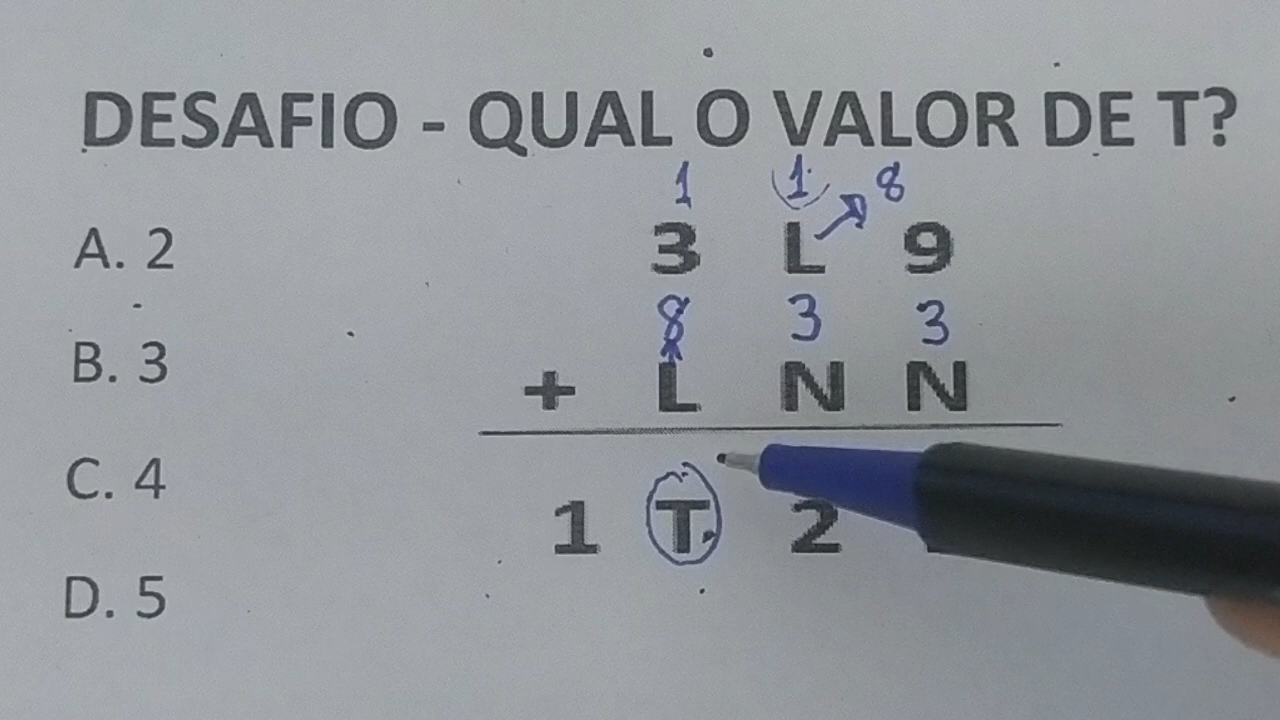 DESAFIO - QUAL O VALOR DE T?
1 1 8
A. 2
3 L 9
8 3 3
B. 3
+ L N N
C. 4
1 T 2
D. 5